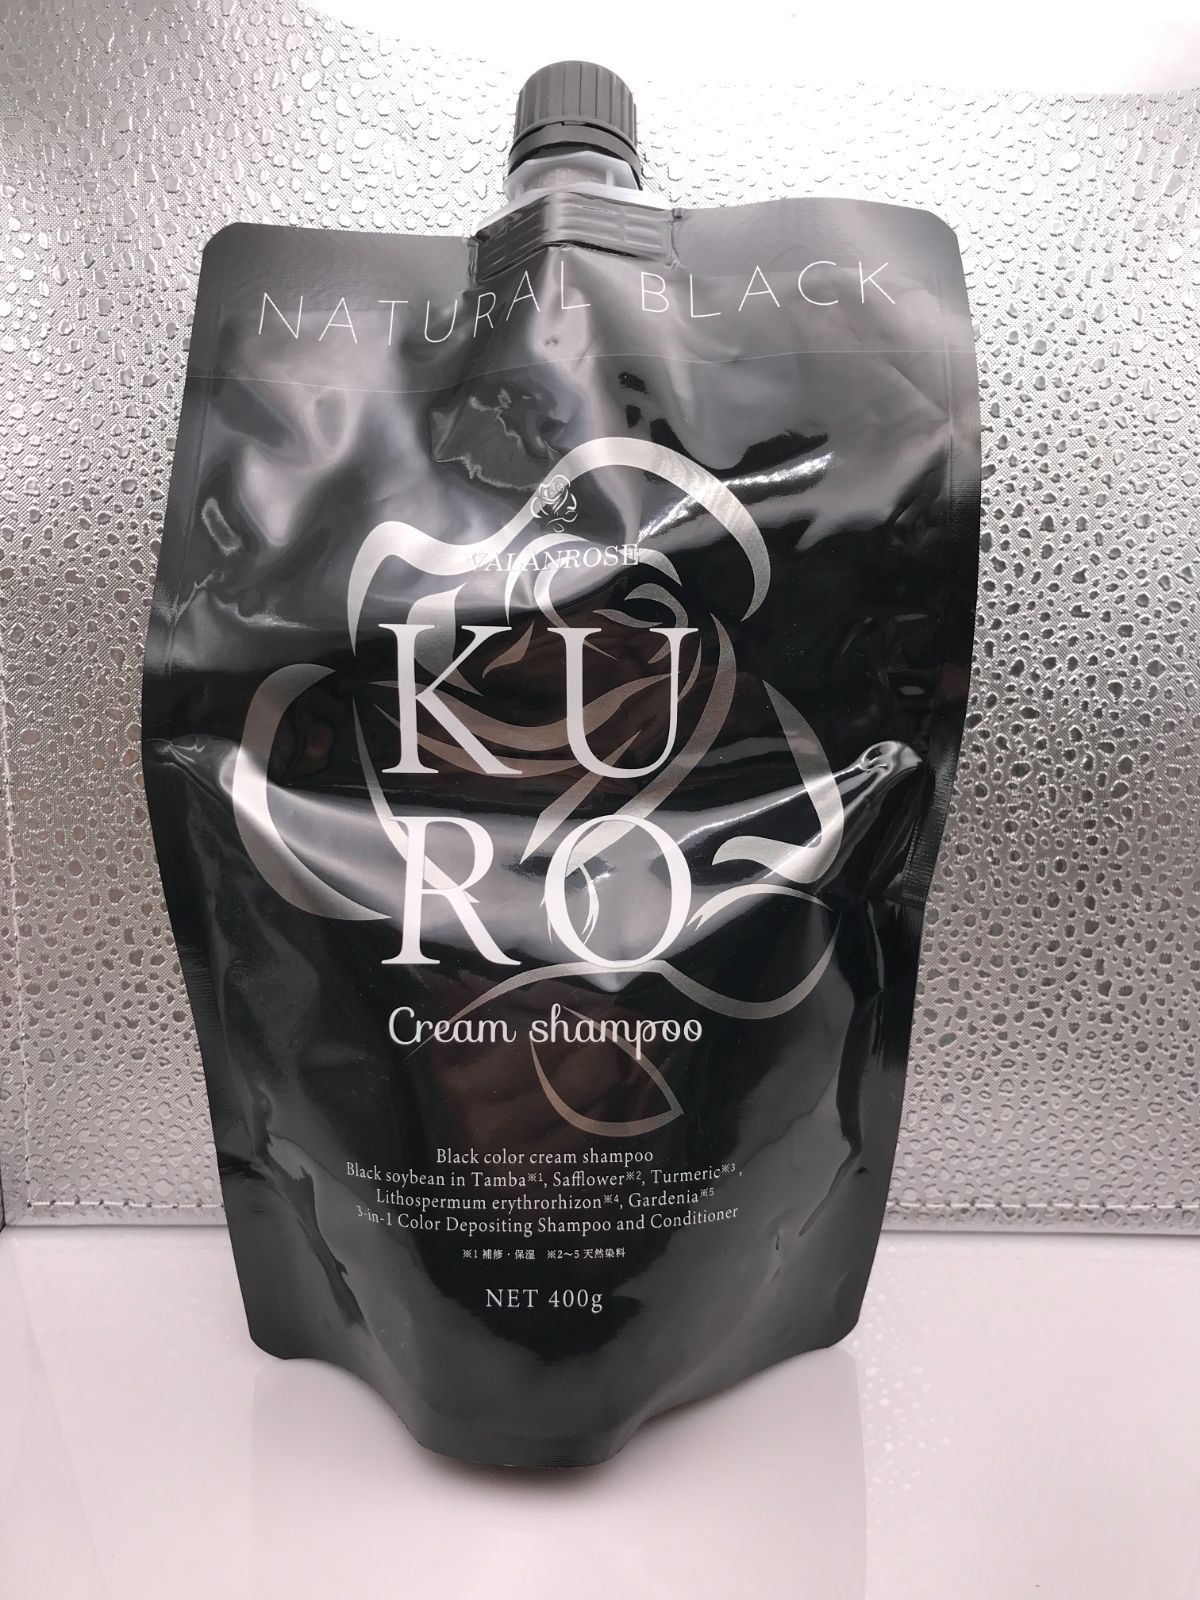 NATURAL BLACK
VALANROSE
KU
RO
Cream shampoo
Black color cream shampoo
Black soybean in Tamba※1, Safflower※2, Turmeric※3,
Lithospermum erythrorhizon※4, Gardenia※5
3-in-1 Color Depositing Shampoo and Conditioner
※1 補修・保湿 ※2～5 天然染料
NET 400g